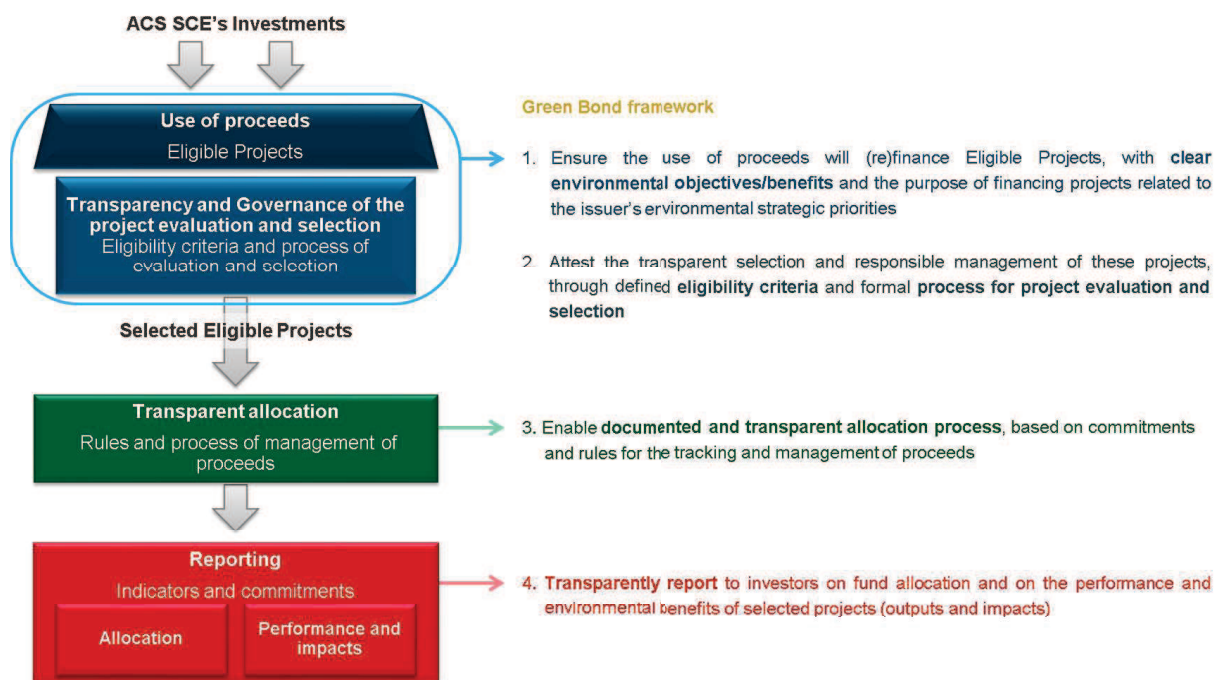 ACS SCE's Investments
Use of proceeds
Eligible Projects
Transparency and Governance of the
project evaluation and selection
Eligibility criteria and process of
evaluation and selection
Selected Eligible Projects
Transparent allocation
Rules and process of management of
proceeds
Reporting
Indicators and commitments
Allocation
Performance and
impacts
Green Bond framework
1. Ensure the use of proceeds will (re)finance Eligible Projects, with clear
environmental objectives/benefits and the purpose of financing projects related to
the issuer's environmental strategic priorities
2. Attest the transparent selection and responsible management of these projects,
through defined eligibility criteria and formal process for project evaluation and
selection
3. Enable documented and transparent allocation process, based on commitments
and rules for the tracking and management of proceeds
4. Transparently report to investors on fund allocation and on the performance and
environmental benefits of selected projects (outputs and impacts)